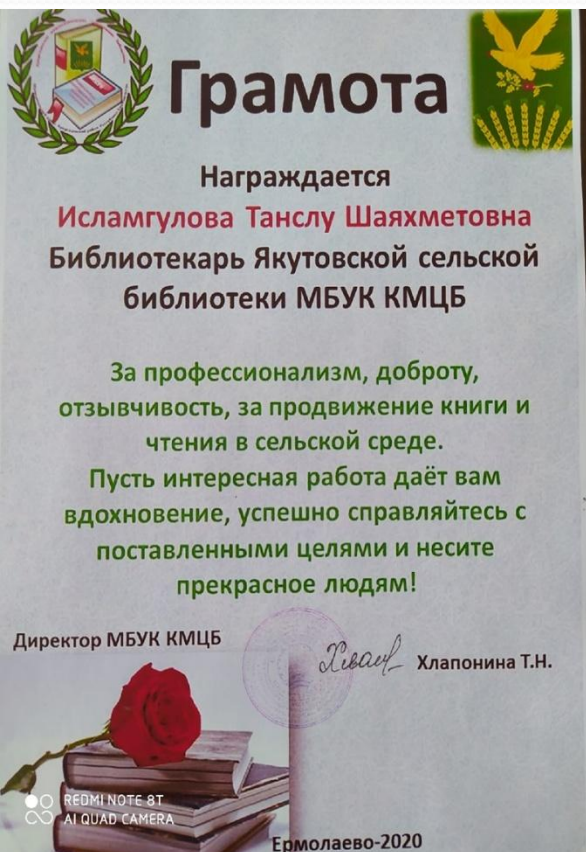 Грамота
Награждается
Исламгулова Танслу Шаяхметовна
Библиотекарь Якутовской сельской
библиотеки МБУК КМЦБ
За профессионализм, доброту,
отзывчивость, за продвижение книги и
чтения в сельской среде.
Пусть интересная работа даёт вам
вдохновение, успешно справляйтесь с
поставленными целями и несите
прекрасное людям!
Директор МБУК КМЦБ
Хлапонина Т.Н.
REDMI NOTE 8T
AI QUAD CAMERA
Ермолаево-2020